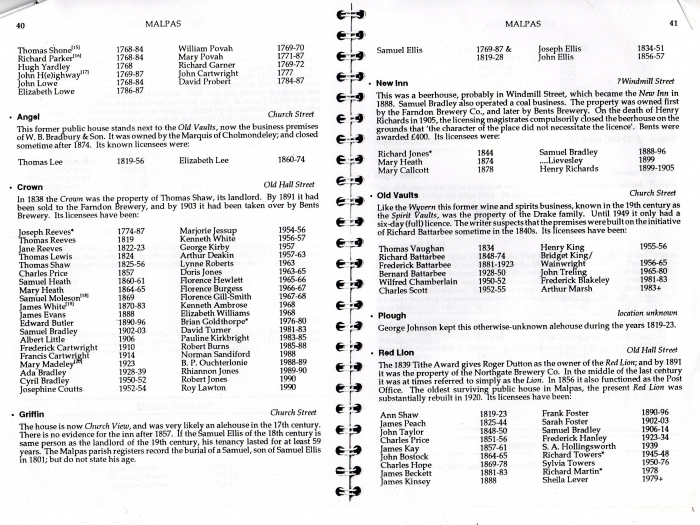 40
MALPAS
Thomas Shone[15] 1768-84 William Povah 1769-70
Richard Parker[16] 1768-84 Mary Povah 1771-87
Hugh Yardley 1768 Richard Garner 1769-72
John H(e)ighway[17] 1769-87 John Cartwright 1777
John Lowe 1768-84 David Probert 1784-87
Elizabeth Lowe 1786-87
• Angel Church Street
This former public house stands next to the Old Vaults, now the business premises
of W. B. Bradbury & Son. It was owned by the Marquis of Cholmondeley; and closed
sometime after 1874. Its known licensees were:
Thomas Lee 1819-56 Elizabeth Lee 1860-74
• Crown Old Hall Street
In 1838 the Crown was the property of Thomas Shaw, its landlord. By 1891 it had
been sold to the Farndon Brewery, and by 1903 it had been taken over by Bents
Brewery. Its licensees have been:
Joseph Reeves* 1774-87 Marjorie Jessup 1954-56
Thomas Reeves 1819 Kenneth White 1956-57
Jane Reeves 1822-23 George Kirby 1957
Thomas Lewis 1824 Arthur Deakin 1957-63
Thomas Shaw 1825-56 Lynne Roberts 1963
Charles Price 1857 Doris Jones 1963-65
Samuel Heath 1860-61 Florence Hewlett 1965-66
Mary Heath 1864-65 Florence Burgess 1966-67
Samuel Moleson[18] 1869 Florence Gill-Smith 1967-68
James White[19] 1870-83 Kenneth Ambrose 1968
James Evans 1888 Elizabeth Williams 1968
Edward Butler 1890-96 Brian Goldthorpe* 1976-80
Samuel Bradley 1902-03 David Turner 1981-83
Albert Little 1906 Pauline Kirkbright 1983-85
Frederick Cartwright 1910 Robert Burns 1985-88
Francis Cartwright 1914 Norman Sandiford 1988
Mary Madeley[20] 1923 B. P. Oucherlonie 1988-89
Ada Bradley 1928-39 Rhiannon Jones 1989-90
Cyril Bradley 1950-52 Robert Jones 1990
Josephine Coutts 1952-54 Roy Lawton 1990
• Griffin Church Street
The house is now Church View, and was very likely an alehouse in the 17th century.
There is no evidence for the inn after 1857. If the Samuel Ellis of the 18th century is
same person as the landlord of the 19th century, his tenancy lasted for at least 59
years. The Malpas parish registers record the burial of Samuel, son of Samuel Ellis
in 1801; but do not state his age.
MALPAS
41
Samuel Ellis 1769-87 & Joseph Ellis 1834-51
1819-28 John Ellis 1856-57
• New Inn ?Windmill Street
This was a beerhouse, probably in Windmill Street, which became the New Inn in
1888. Samuel Bradley also operated a coal business. The property was owned first
by the Farndon Brewery Co., and later by Bents Brewery. On the death of Henry
Richards in 1905, the licensing magistrates compulsorily closed the beerhouse on the
grounds that 'the character of the place did not necessitate the licence'. Bents were
awarded £400. Its licensees were:
Richard Jones* 1844 Samuel Bradley 1888-96
Mary Heath 1874 ....Lievesley 1899
Mary Callcott 1878 Henry Richards 1899-1905
• Old Vaults Church Street
Like the Wyvern this former wine and spirits business, known in the 19th century as
the Spirit Vaults, was the property of the Drake family. Until 1949 it only had a
six-day (full) licence. The writer suspects that the premises were built on the initiative
of Richard Battarbee sometime in the 1840s. Its licensees have been:
Thomas Vaughan 1834 Henry King 1955-56
Richard Battarbee 1848-74 Bridget King/
Frederick Battarbee 1881-1923 Wainwright 1956-65
Bernard Battarbee 1928-50 John Treling 1965-80
Wilfred Chamberlain 1950-52 Frederick Blakeley 1981-83
Charles Scott 1952-55 Arthur Marsh 1983+
• Plough location unknown
George Johnson kept this otherwise-unknown alehouse during the years 1819-23.
• Red Lion Old Hall Street
The 1839 Tithe Award gives Roger Dutton as the owner of the Red Lion; and by 1891
it was the property of the Northgate Brewery Co. In the middle of the last century
it was at times referred to simply as the Lion. In 1856 it also functioned as the Post
Office. The oldest surviving public house in Malpas, the present Red Lion was
substantially rebuilt in 1920. Its licensees have been:
Ann Shaw 1819-23 Frank Foster 1890-96
James Peach 1825-44 Sarah Foster 1902-03
John Taylor 1848-50 Samuel Bradley 1906-14
Charles Price 1851-56 Frederick Hanley 1923-34
James Kay 1857-61 S. A. Hollingsworth 1939
John Bostock 1864-65 Richard Towers* 1945-48
Charles Hope 1869-78 Sylvia Towers 1950-76
James Beckett 1881-83 Richard Martin* 1978
James Kinsey 1888 Sheila Lever 1979+